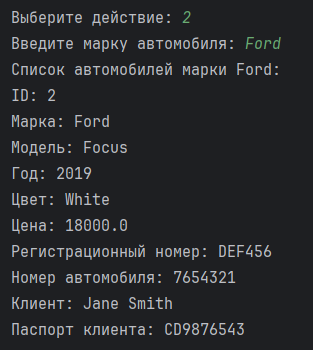 Выберите действие: 2
Введите марку автомобиля: Ford
Список автомобилей марки Ford:
ID: 2
Марка: Ford
Модель: Focus
Год: 2019
Цвет: White
Цена: 18000.0
Регистрационный номер: DEF456
Номер автомобиля: 7654321
Клиент: Jane Smith
Паспорт клиента: CD9876543